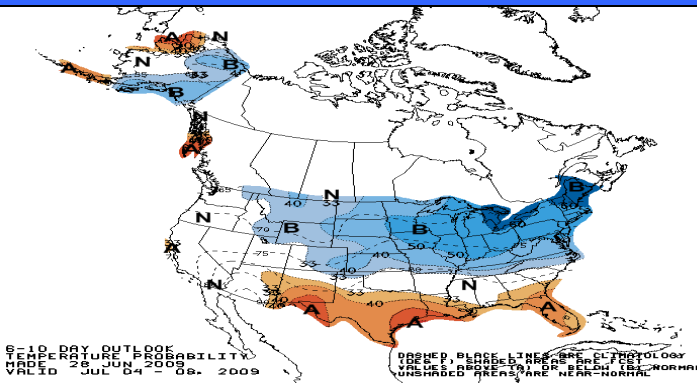 A N
A N B
B
N
A
N
B
B
N
B
A
N
A
N
A
A
65
40
33
70
75
60
50
50
40
40
33
33
40
33
6-10 DAY OUTLOOK
TEMPERATURE PROBABILITY
MADE 28 JUN 2009
VALID JUL 04 - 08, 2009
DASHED BLACK LINES ARE CLIMATOLOGY
(DEG F) SHADED AREAS ARE FCST
VALUES ABOVE (A) OR BELOW (B) NORMAL
UNSHADED AREAS ARE NEAR-NORMAL